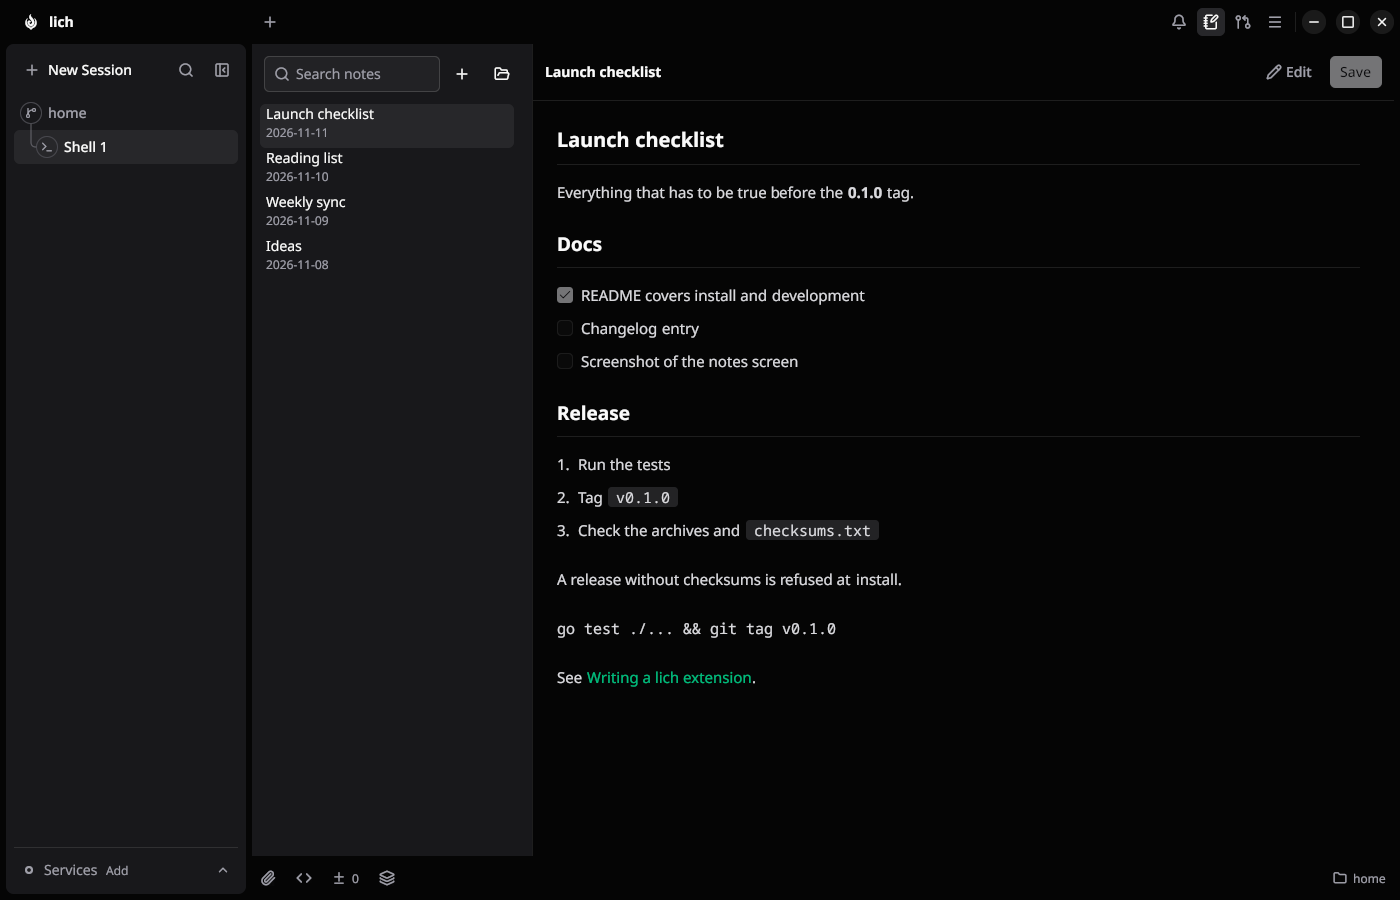 lich
New Session
home
Shell 1
Services Add
Search notes
Launch checklist
2026-11-11
Reading list
2026-11-10
Weekly sync
2026-11-09
Ideas
2026-11-08
Launch checklist
Edit
Save
Launch checklist
Everything that has to be true before the 0.1.0 tag.
Docs
README covers install and development
Changelog entry
Screenshot of the notes screen
Release
1. Run the tests
2. Tag v0.1.0
3. Check the archives and checksums.txt
A release without checksums is refused at install.
go test ./... && git tag v0.1.0
See Writing a lich extension.
± 0
home